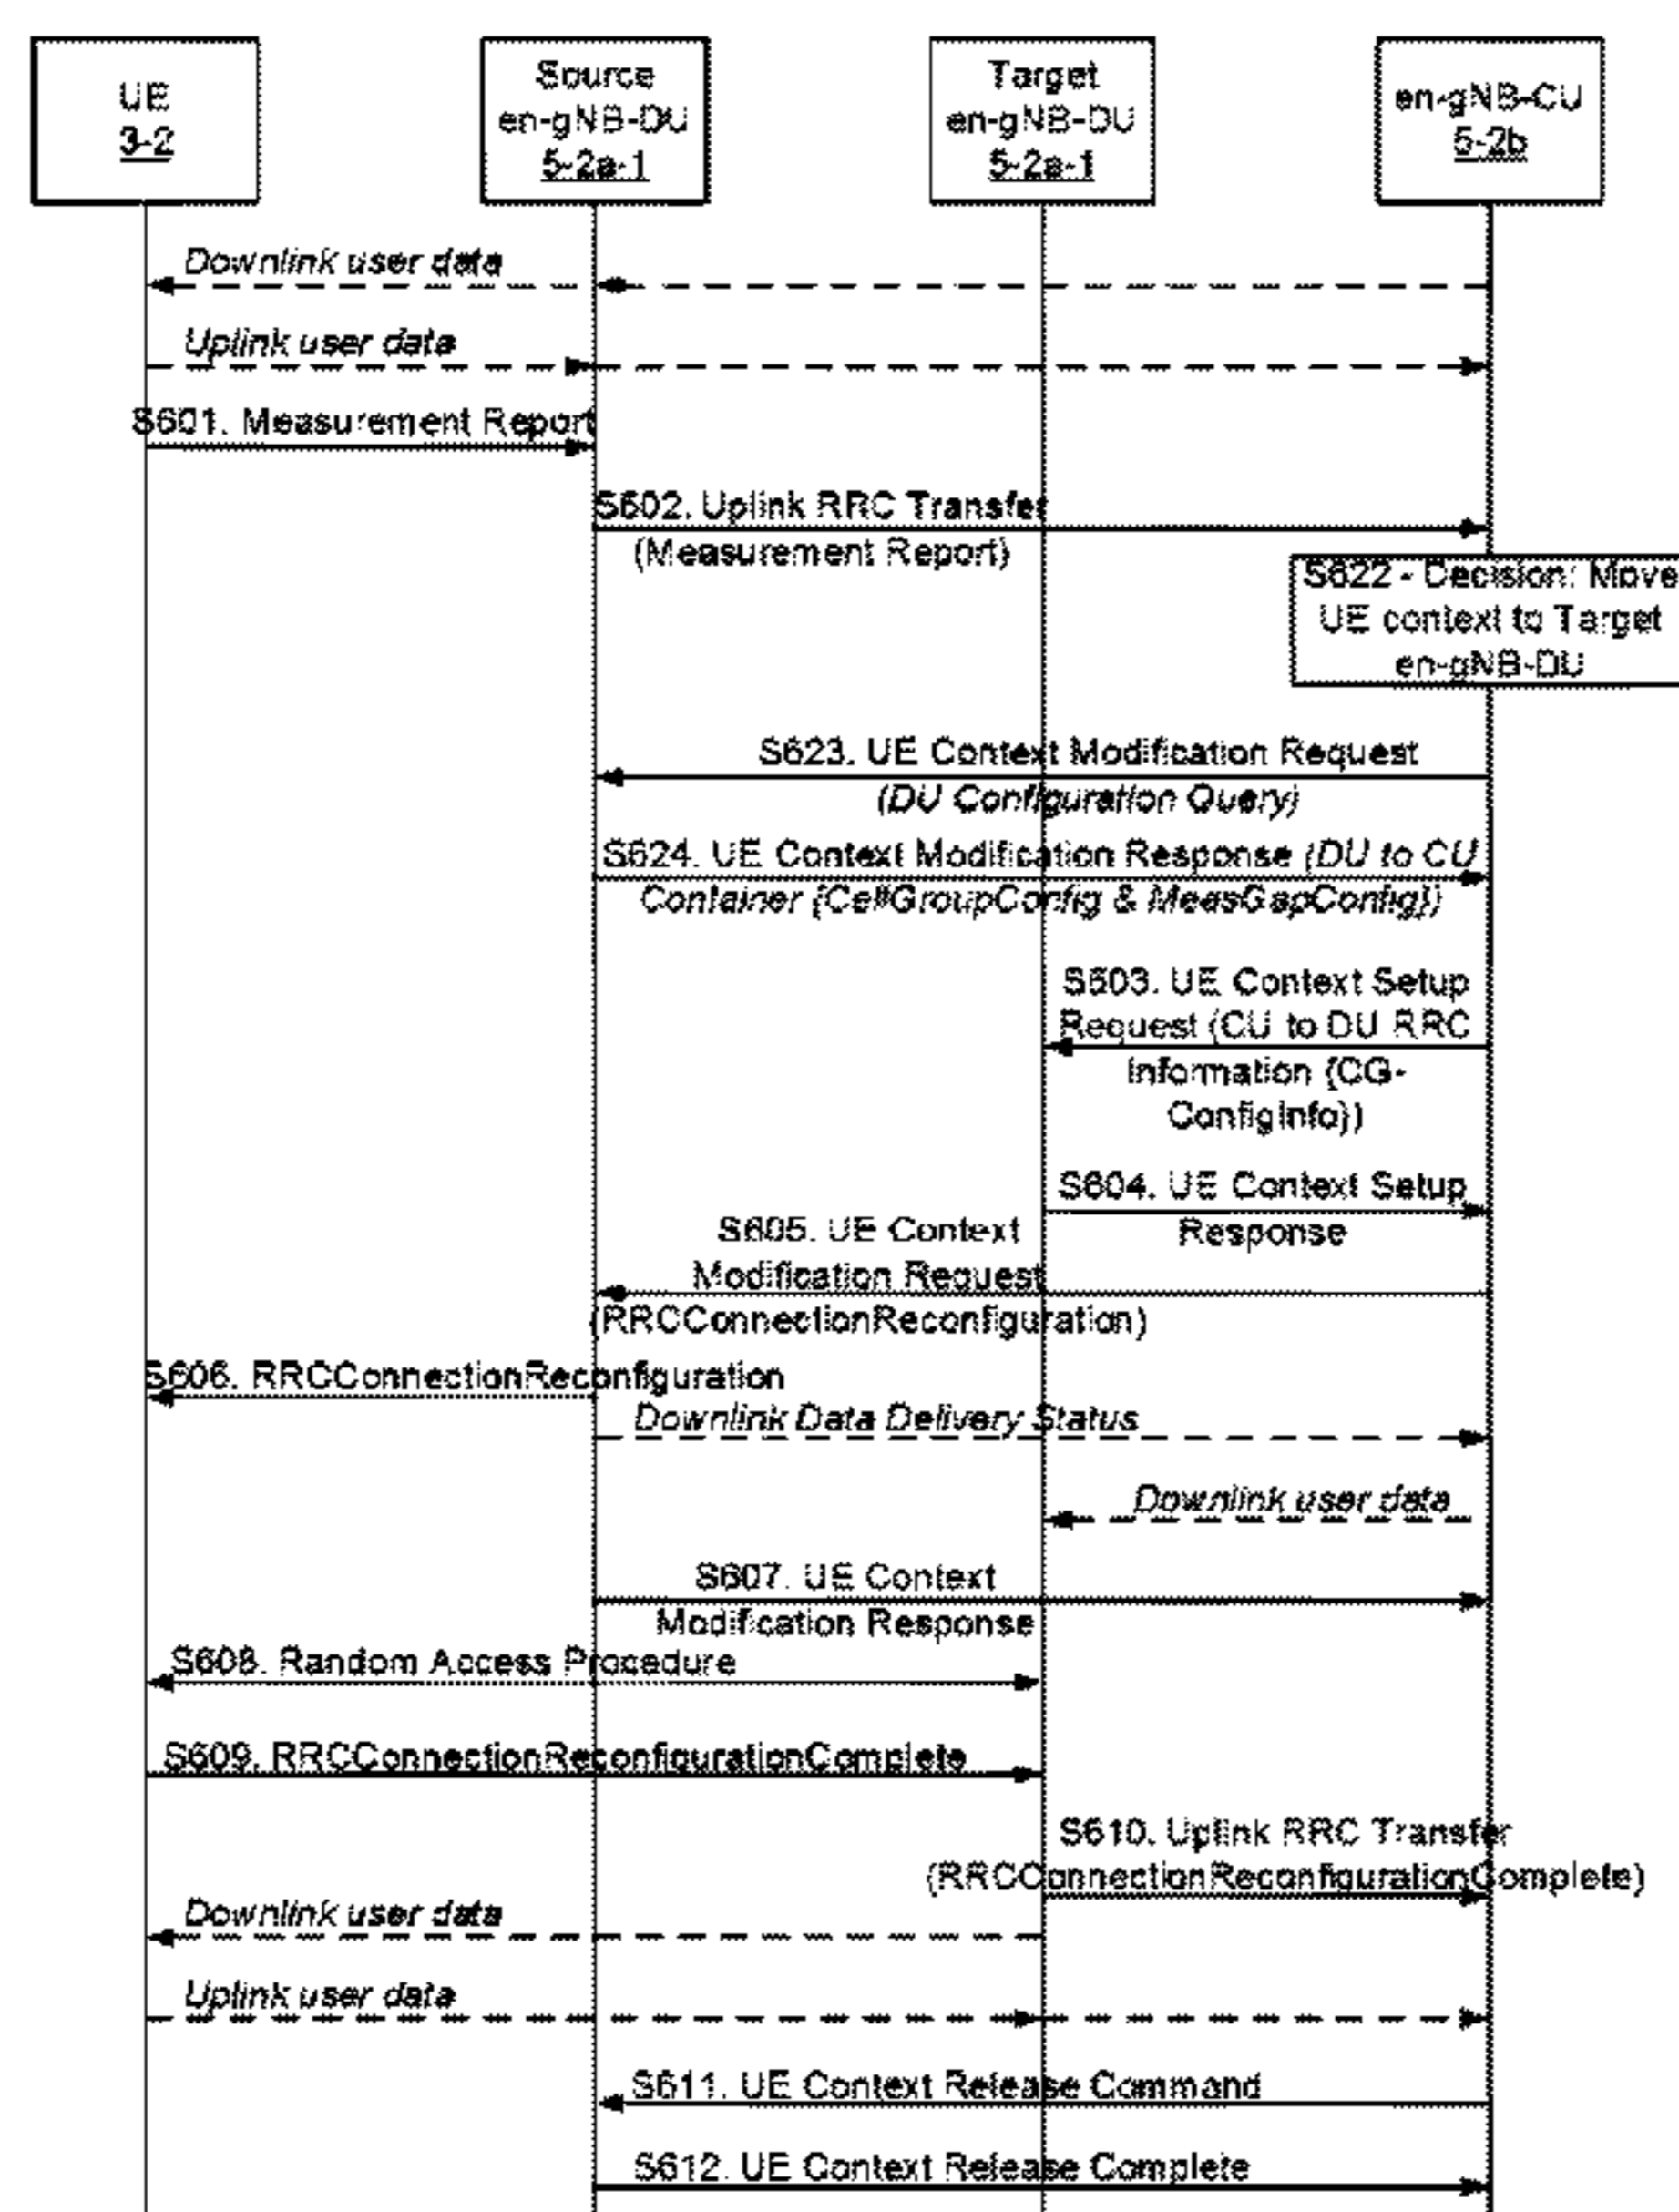 UE
3-2
Source
en-gNB-DU
5-2a-1
Target
en-gNB-DU
5-2a-1
en-gNB-CU
5-2b
Downlink user data
Uplink user data
S601. Measurement Report
S602. Uplink RRC Transfer
(Measurement Report)
S622 - Decision: Move
UE context to Target
en-gNB-DU
S623. UE Context Modification Request
(DU Configuration Query)
S624. UE Context Modification Response (DU to CU
Container {CellGroupConfig & MeasGapConfig})
S603. UE Context Setup
Request (CU to DU RRC
Information {CG-
ConfigInfo})
S604. UE Context Setup
Response
S605. UE Context
Modification Request
(RRCConnectionReconfiguration)
S606. RRCConnectionReconfiguration
Downlink Data Delivery Status
Downlink user data
S607. UE Context
Modification Response
S608. Random Access Procedure
S609. RRCConnectionReconfigurationComplete
S610. Uplink RRC Transfer
(RRCConnectionReconfigurationComplete)
Downlink user data
Uplink user data
S611. UE Context Release Command
S612. UE Context Release Complete